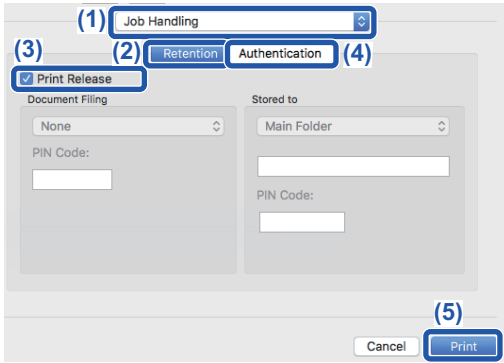 (1) Job Handling
(2) Retention Authentication (4)
(3)
Print Release
Document Filing Stored to
None Main Folder
PIN Code:
PIN Code:
(5)
Cancel Print